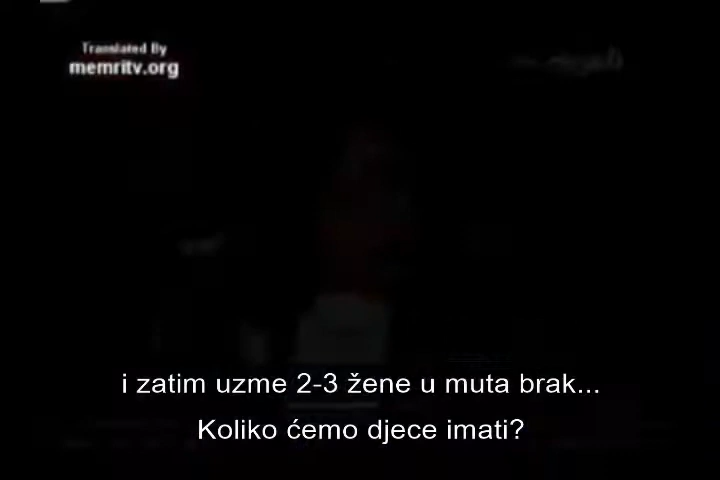 Translated By
memritv.org
i zatim uzme 2-3 žene u muta brak...
Koliko ćemo djece imati?